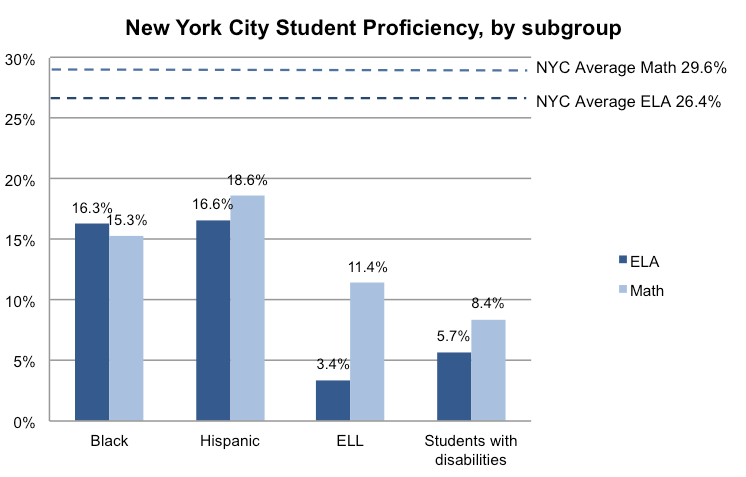 New York City Student Proficiency, by subgroup
30%
NYC Average Math 29.6%
NYC Average ELA 26.4%
25%
20%
18.6%
16.3%
16.6%
15.3%
15%
11.4%
ELA
Math
10%
8.4%
5.7%
5%
3.4%
0%
Black
Hispanic
ELL
Students with
disabilities